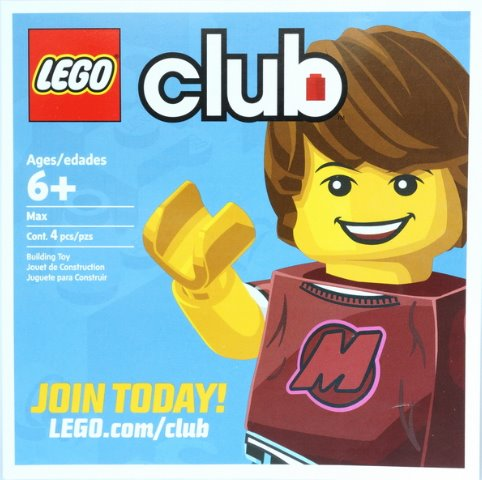 LEGO club™
Ages/edades
6+
Max
Cont. 4 pcs/pzs
Building Toy
Jouet de Construction
Juguete para Construir
M
JOIN TODAY!
LEGO.com/club